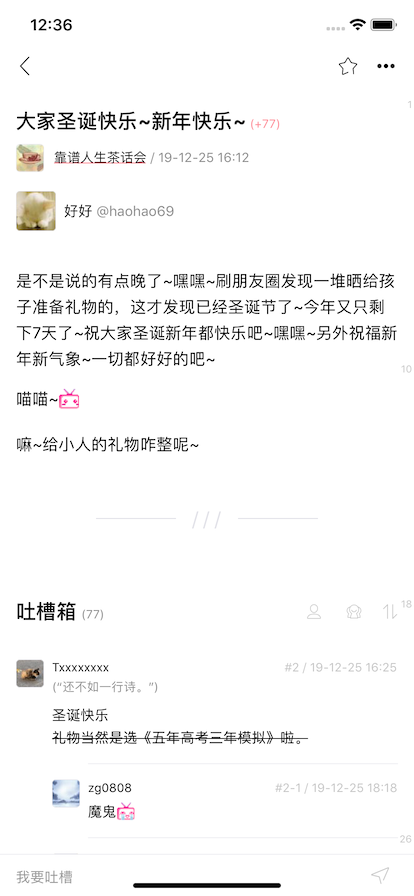 12:36
1
大家圣诞快乐~新年快乐~ (+77)
靠谱人生茶话会 / 19-12-25 16:12
好好 @haohao69
是不是说的有点晚了~嘿嘿~刷朋友圈发现一堆晒给孩
子准备礼物的，这才发现已经圣诞节了~今年又只剩
下7天了~祝大家圣诞新年都快乐吧~嘿嘿~另外祝福新
年新气象~一切都好好的吧~
10
喵喵~
嘛~给小人的礼物咋整呢~
吐槽箱 (77)
18
Txxxxxxxx #2 / 19-12-25 16:25
(“还不如一行诗。”)
圣诞快乐
礼物当然是选《五年高考三年模拟》啦。
zg0808 #2-1 / 19-12-25 18:18
魔鬼
26
我要吐槽